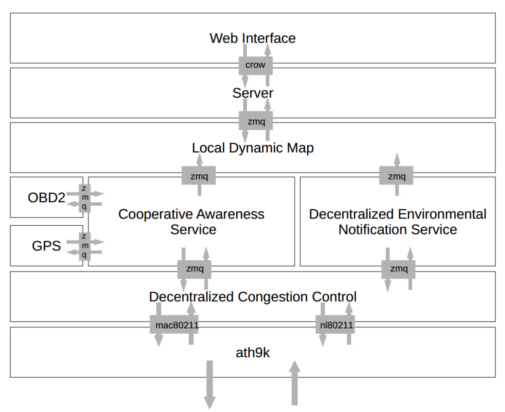 Web Interface
crow
Server
zmq
Local Dynamic Map
zmq
zmq
OBD2
z
m
q
Cooperative Awareness
Service
Decentralized Environmental
Notification Service
GPS
z
m
q
zmq
zmq
Decentralized Congestion Control
mac80211
nl80211
ath9k